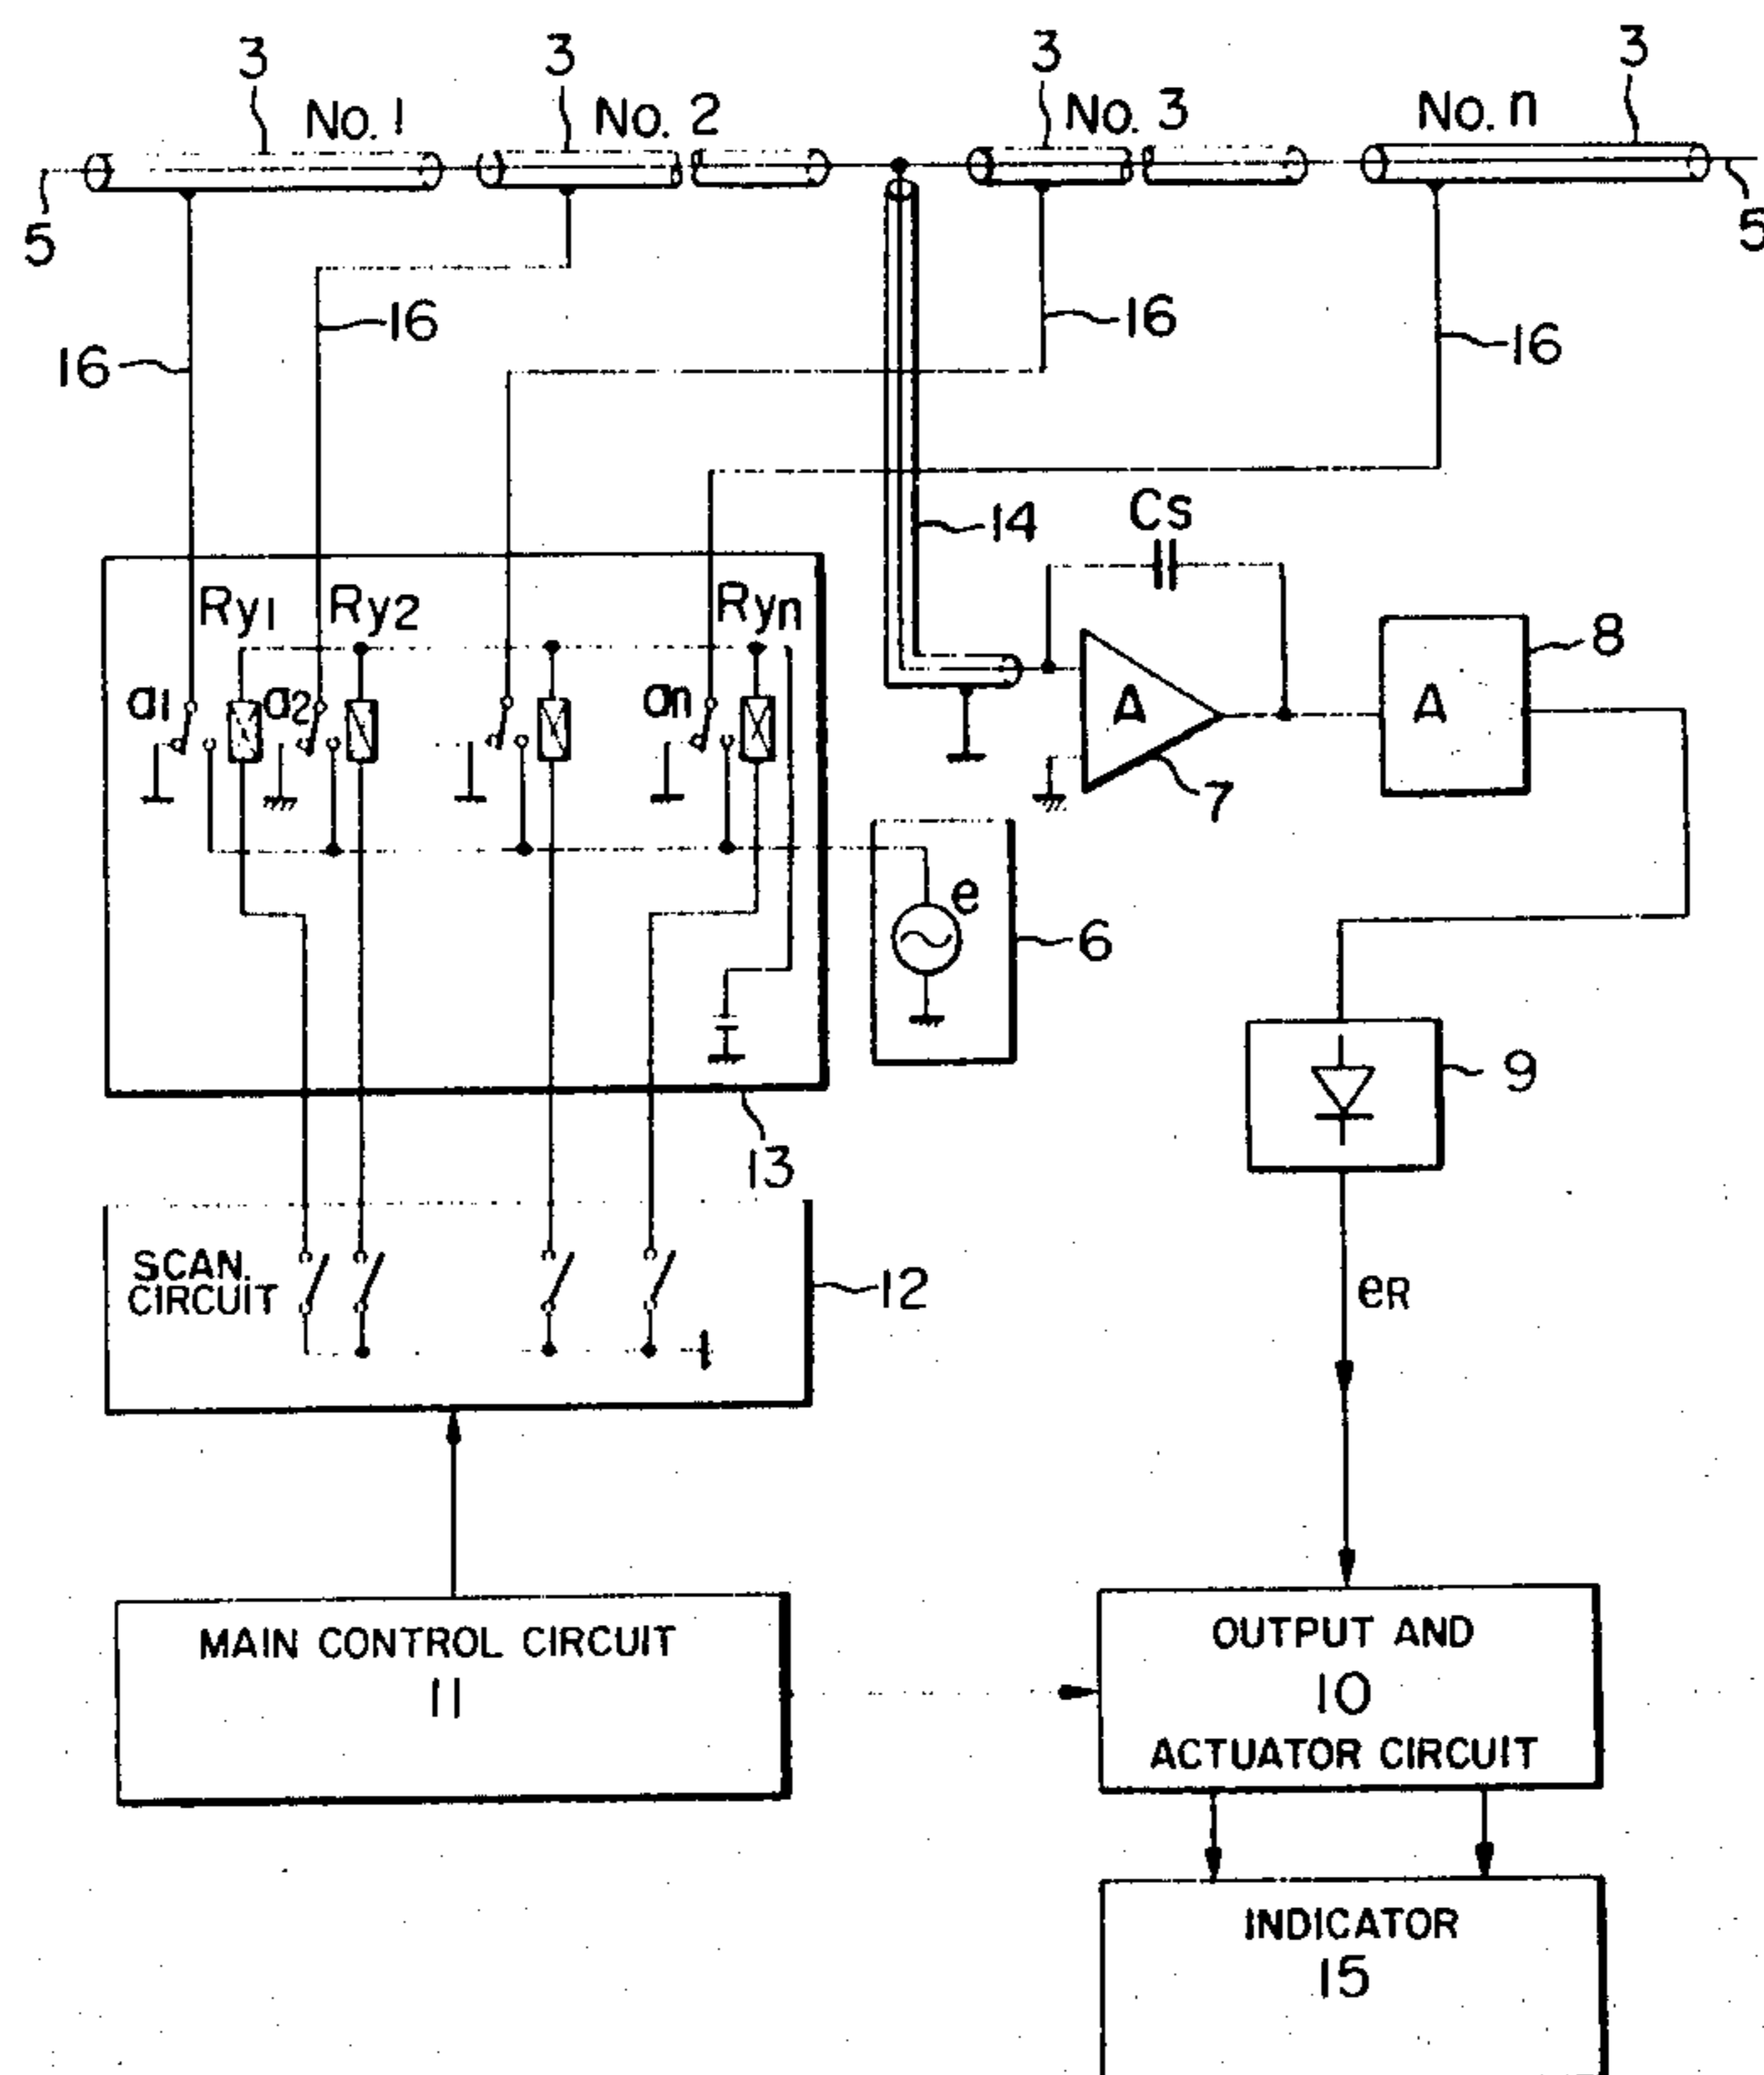 3 3 3 3
No. 1 No. 2 No. 3 No. n
5 5
16 16 16 16
14 Cs
Ry1 Ry2 Ryn
8
a1 a2 an
A A
7
e
6
9
13
SCAN.
CIRCUIT
12
eR
MAIN CONTROL CIRCUIT
11
OUTPUT AND
10
ACTUATOR CIRCUIT
INDICATOR
15